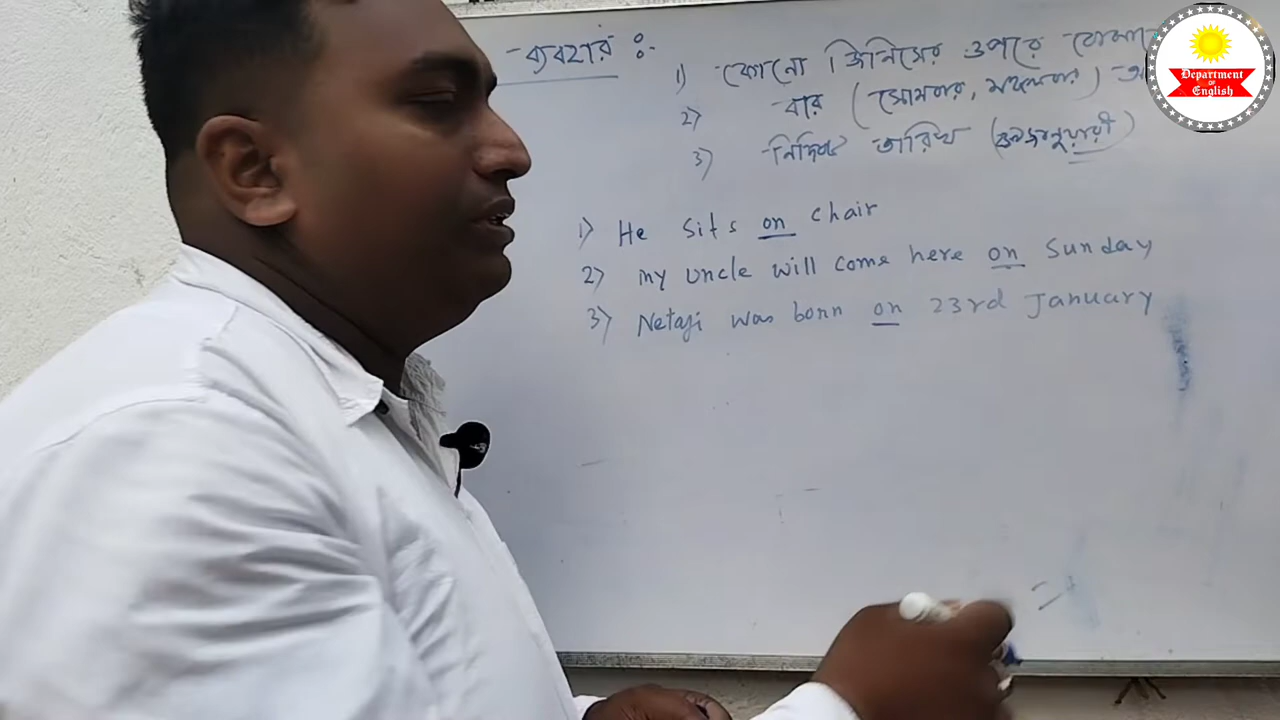 ব্যবহার :-
1) কোনো জিনিসের ওপরে
2) বার (সোমবার, মঙ্গলবার)
3) নির্দিষ্ট তারিখ
1) He sits on chair
2) my uncle will come here on Sunday
3) Netaji was born on 23rd January
Department
OF
English